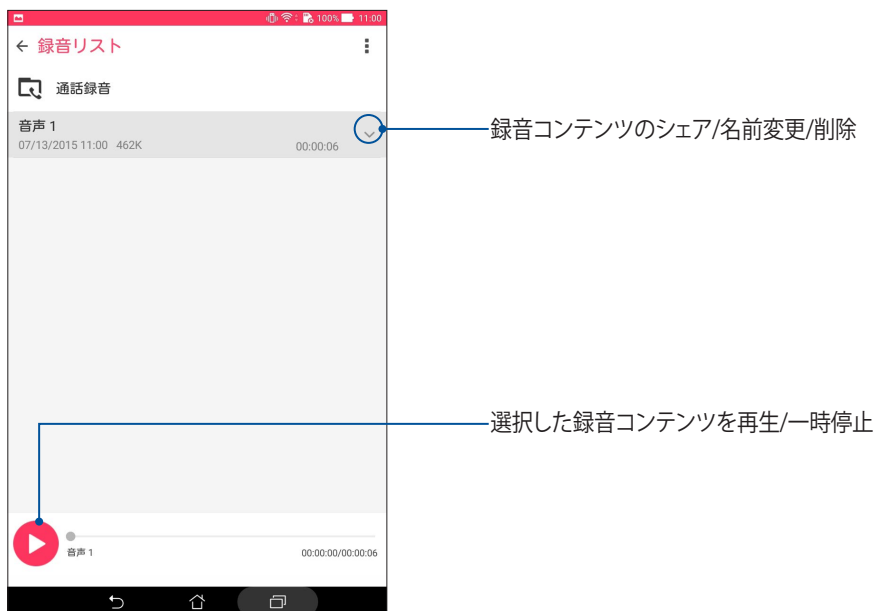 100% 11:00
録音リスト
通話録音
音声 1
07/13/2015 11:00 462K 00:00:06
録音コンテンツのシェア/名前変更/削除
選択した録音コンテンツを再生/一時停止
音声 1 00:00:00/00:00:06